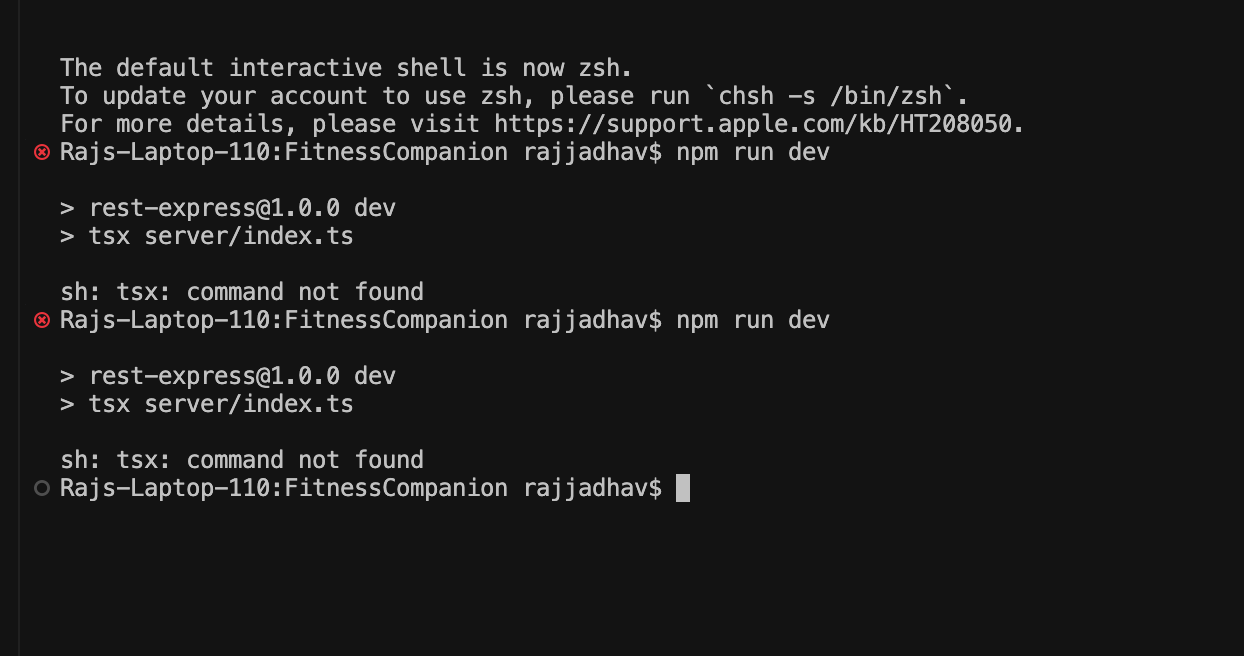 The default interactive shell is now zsh.
To update your account to use zsh, please run `chsh -s /bin/zsh`.
For more details, please visit https://support.apple.com/kb/HT208050.
Rajs-Laptop-110:FitnessCompanion rajjadhav$ npm run dev
> rest-express@1.0.0 dev
> tsx server/index.ts
sh: tsx: command not found
Rajs-Laptop-110:FitnessCompanion rajjadhav$ npm run dev
> rest-express@1.0.0 dev
> tsx server/index.ts
sh: tsx: command not found
Rajs-Laptop-110:FitnessCompanion rajjadhav$